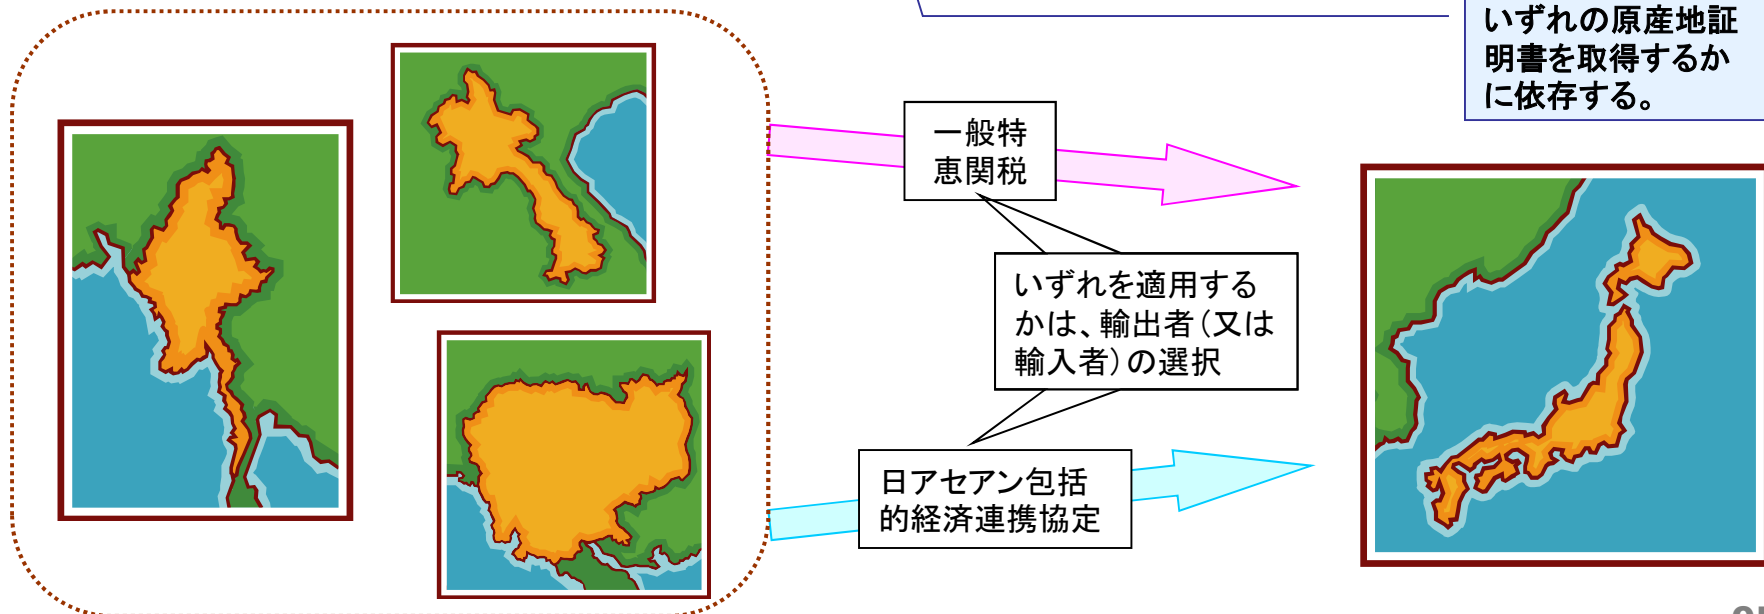 いずれの原産地証
明書を取得するか
に依存する。
一般特
恵関税
いずれを適用する
かは、輸出者（又は
輸入者）の選択
日アセアン包括
的経済連携協定